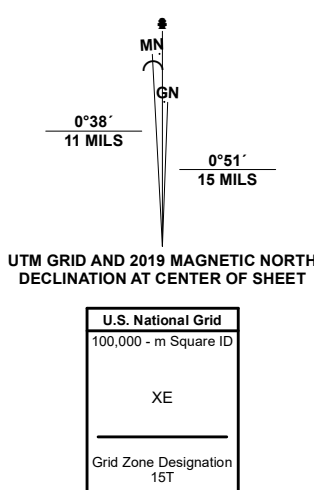 MN
GN
0°38´
11 MILS
0°51´
15 MILS
UTM GRID AND 2019 MAGNETIC NORTH
DECLINATION AT CENTER OF SHEET
U.S. National Grid
100,000 - m Square ID
XE
Grid Zone Designation
15T